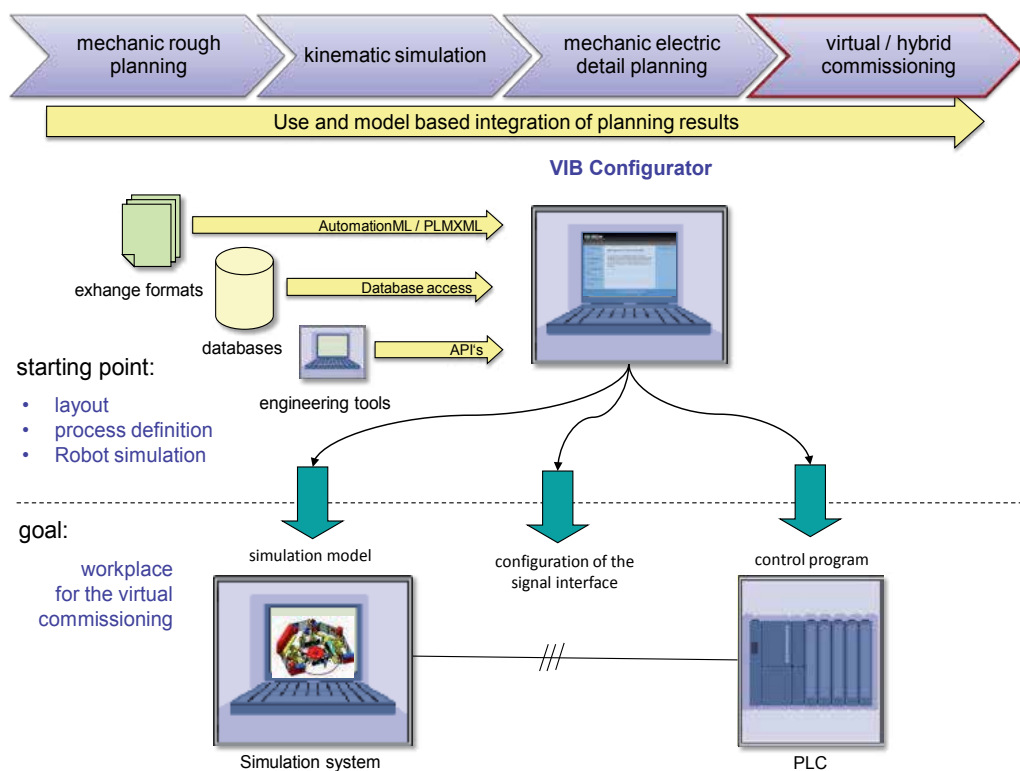 mechanic rough
planning
kinematic simulation
mechanic electric
detail planning
virtual / hybrid
commissioning
Use and model based integration of planning results
VIB Configurator
AutomationML / PLMXML
exhange formats
Database access
databases
API's
engineering tools
starting point:
• layout
• process definition
• Robot simulation
goal:
workplace
for the virtual
commissioning
simulation model
configuration of the
signal interface
control program
Simulation system
PLC